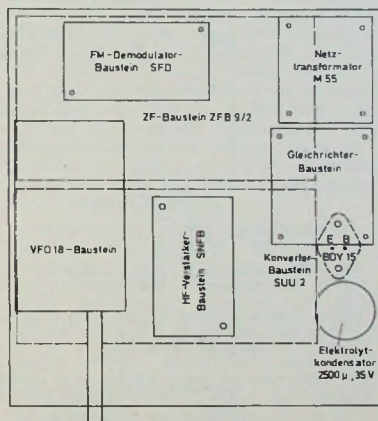 FM-Demodulator-
Baustein SFD
Netz-
transformator
M 55
ZF-Baustein ZFB 9/2
Gleichrichter-
Baustein
VFO 18-Baustein
NF-Verstärker-
Baustein SNFB
E B
BDY 15
Konverter-
Baustein
SUU 2
Elektrolyt-
kondensator
2500 µ, 35 V